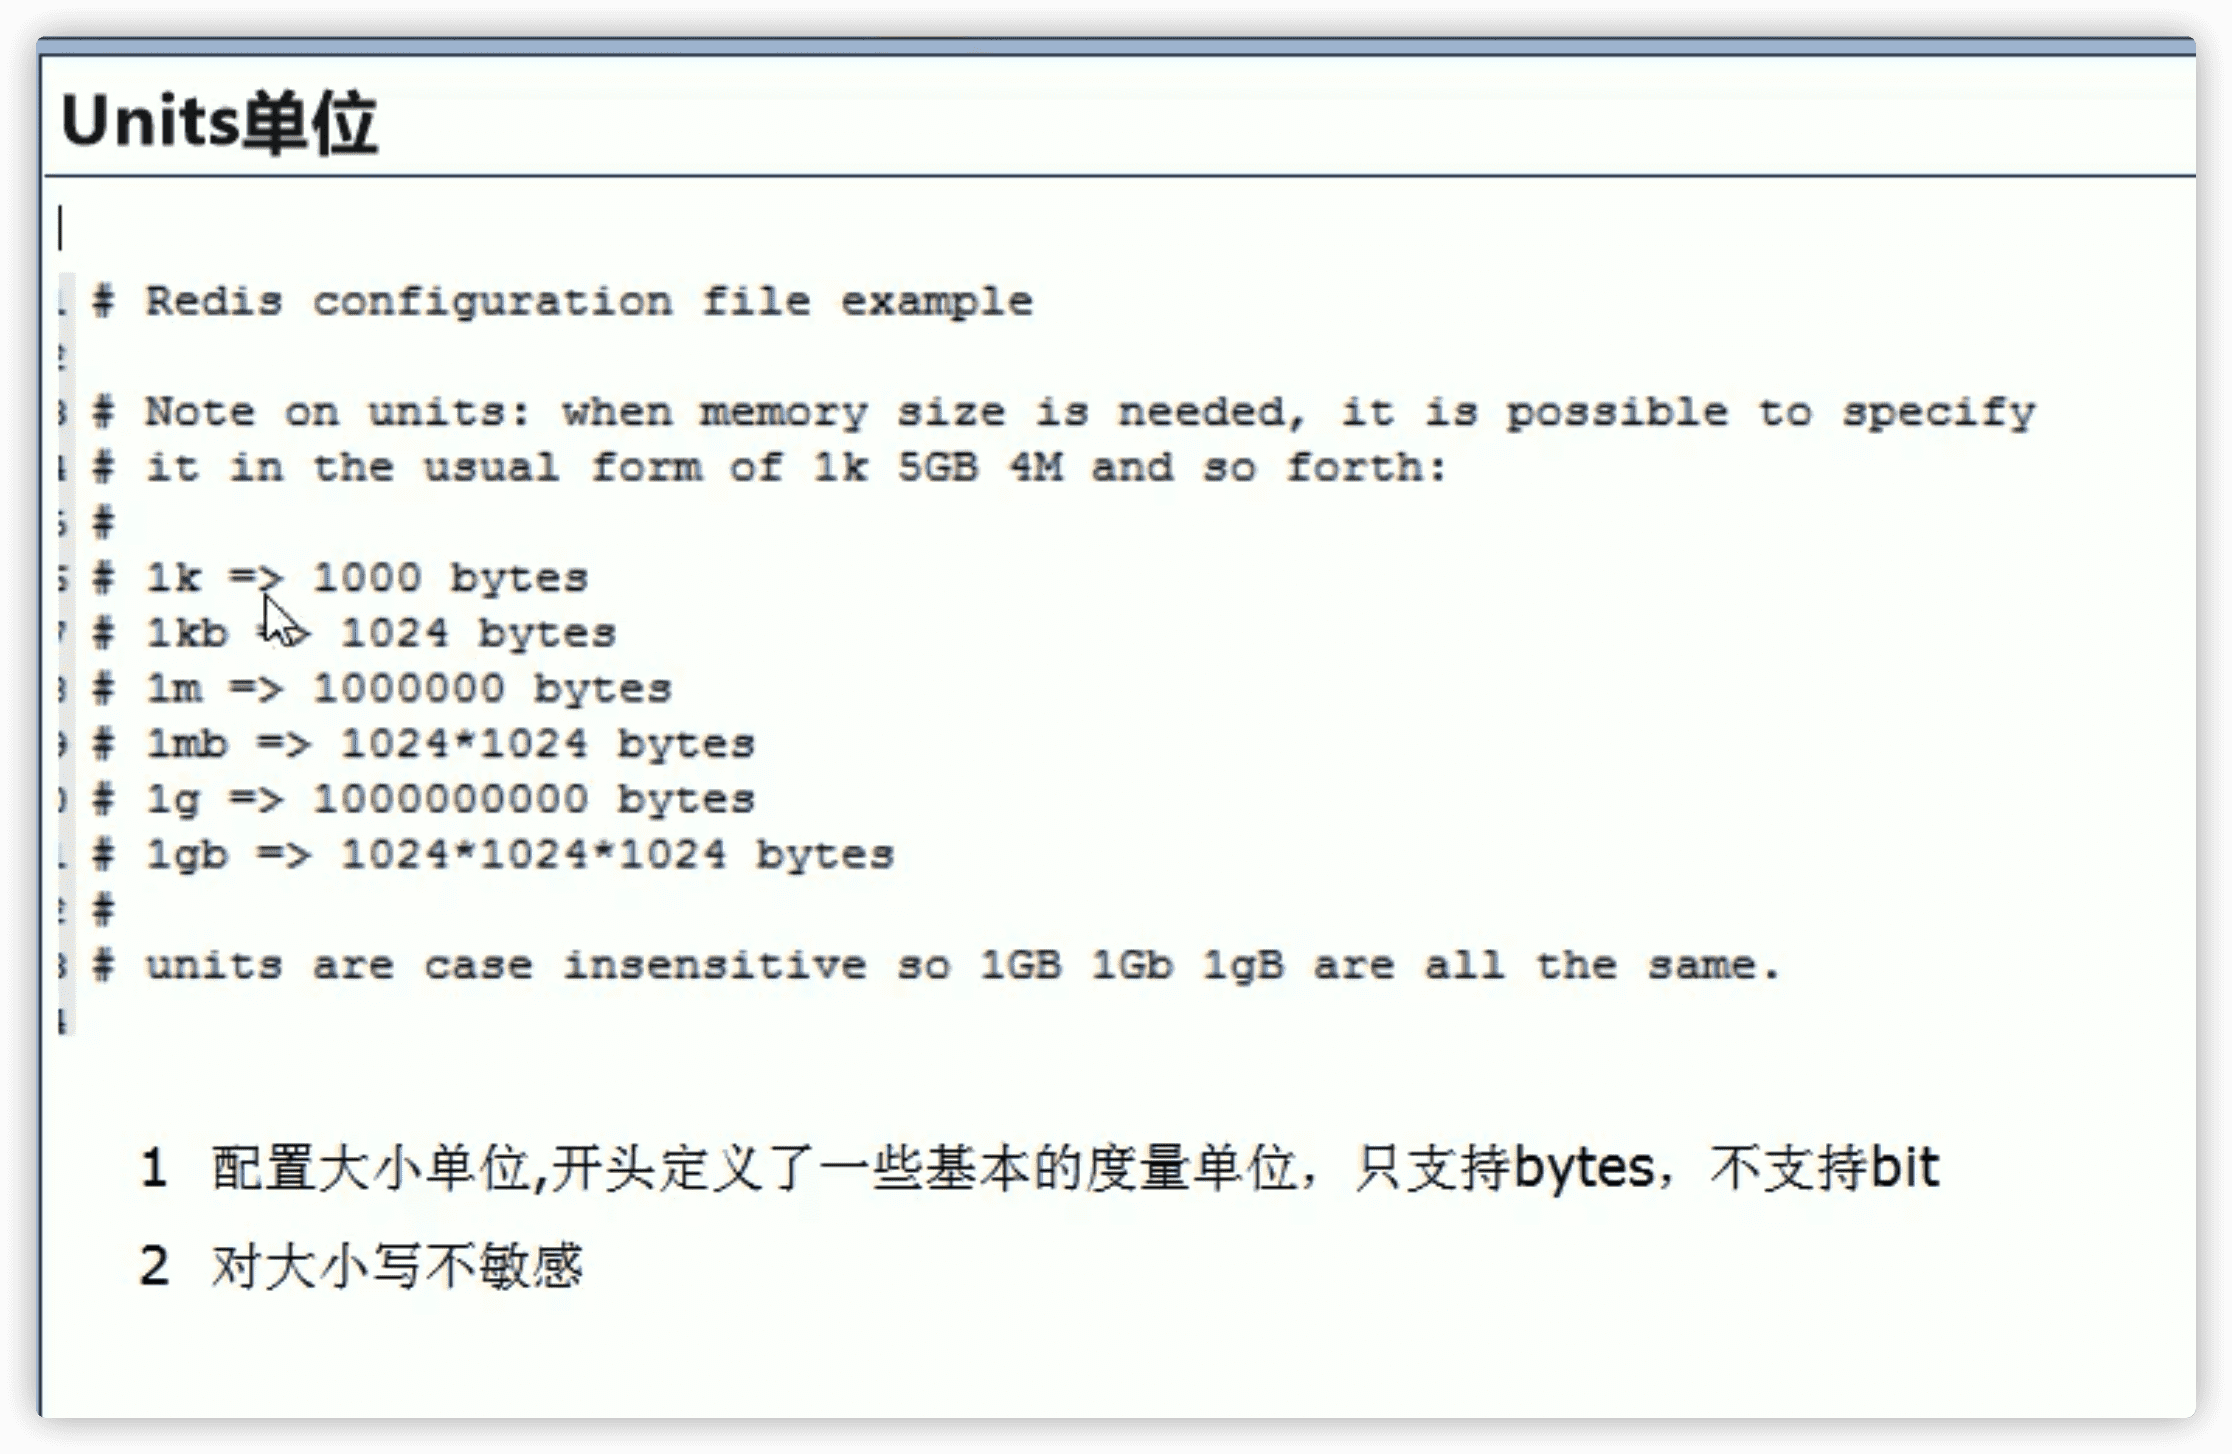 Units单位
# Redis configuration file example
# Note on units: when memory size is needed, it is possible to specify
# it in the usual form of 1k 5GB 4M and so forth:
#
# 1k => 1000 bytes
# 1kb => 1024 bytes
# 1m => 1000000 bytes
# 1mb => 1024*1024 bytes
# 1g => 1000000000 bytes
# 1gb => 1024*1024*1024 bytes
#
# units are case insensitive so 1GB 1Gb 1gB are all the same.
1 配置大小单位,开头定义了一些基本的度量单位，只支持bytes，不支持bit
2 对大小写不敏感